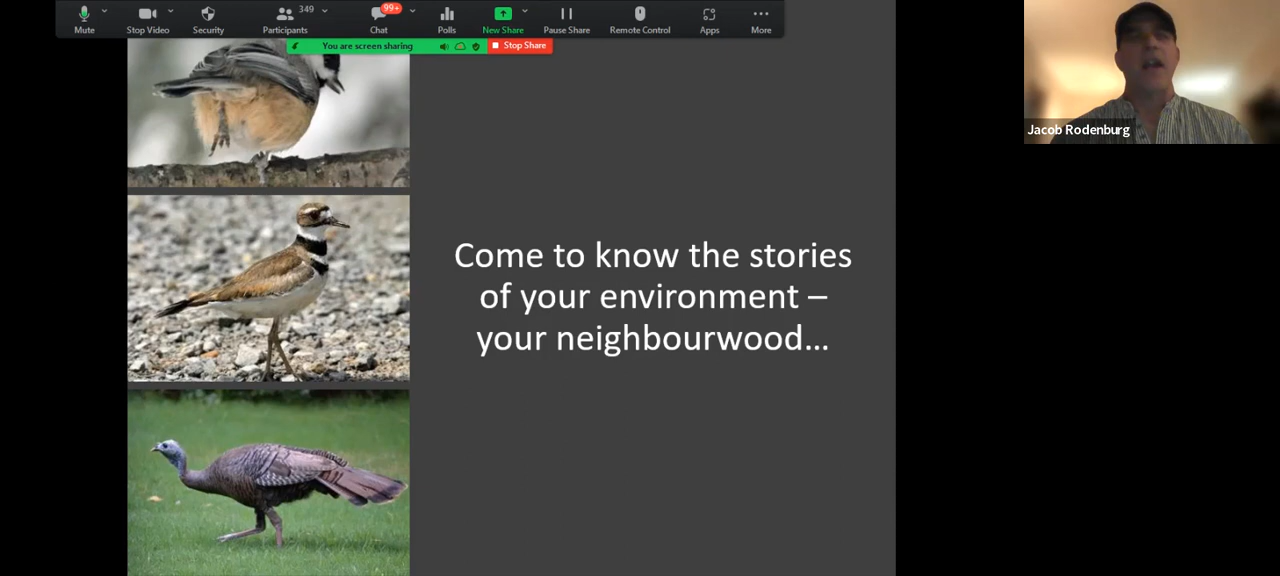 349
99+
Mute
Stop Video
Security
Participants
Chat
Polls
New Share
Pause Share
Remote Control
Apps
More
You are screen sharing
Stop Share
Jacob Rodenburg
Come to know the stories
of your environment –
your neighbourwood...